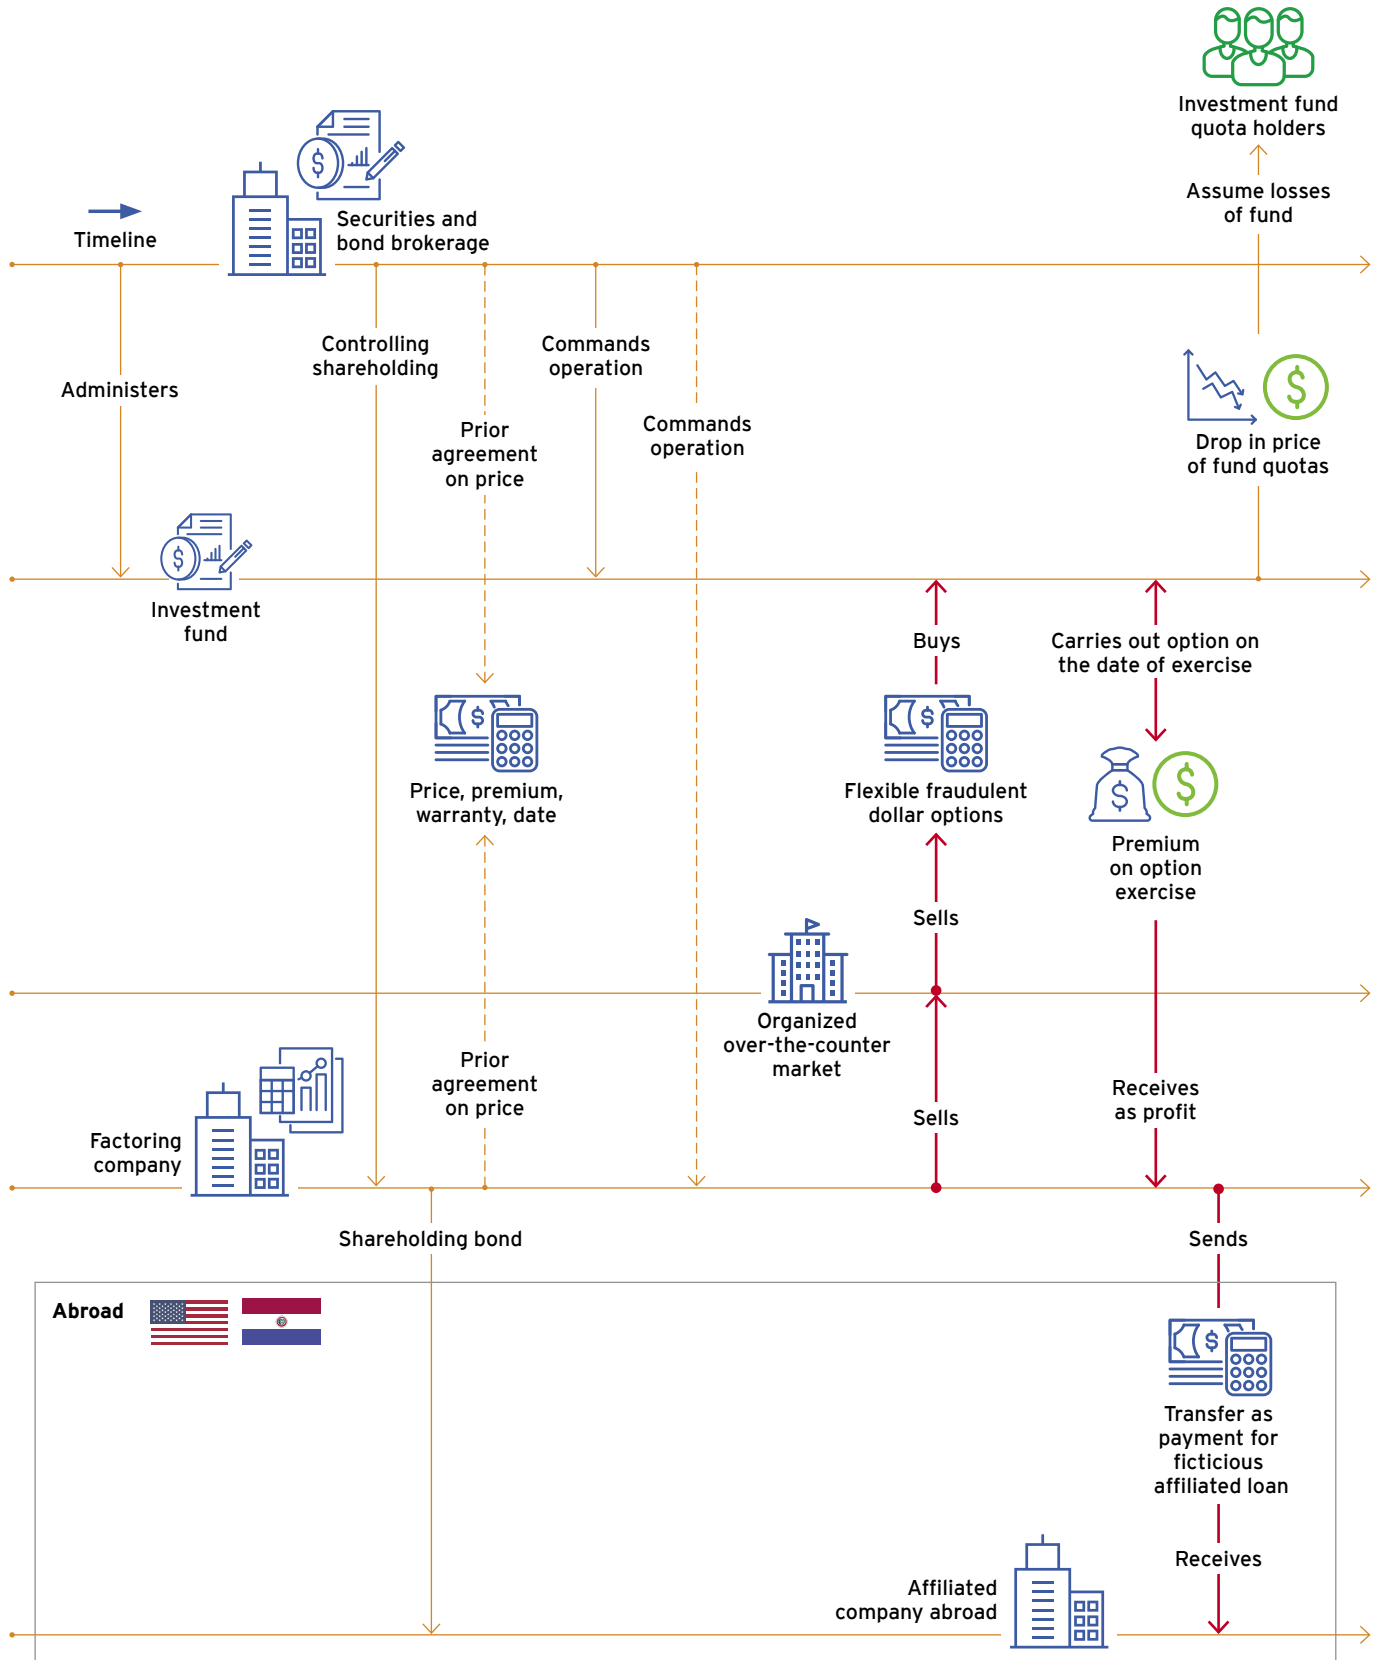 Investment fund
quota holders
Assume losses
of fund
Timeline
Securities and
bond brokerage
Administers
Controlling
shareholding
Prior
agreement
on price
Commands
operation
Commands
operation
Drop in price
of fund quotas
Investment
fund
Buys
Carries out option on
the date of exercise
Price, premium,
warranty, date
Flexible fraudulent
dollar options
Premium
on option
exercise
Sells
Organized
over-the-counter
market
Prior
agreement
on price
Sells
Receives
as profit
Factoring
company
Shareholding bond
Sends
Abroad
Transfer as
payment for
ficticious
affiliated loan
Receives
Affiliated
company abroad